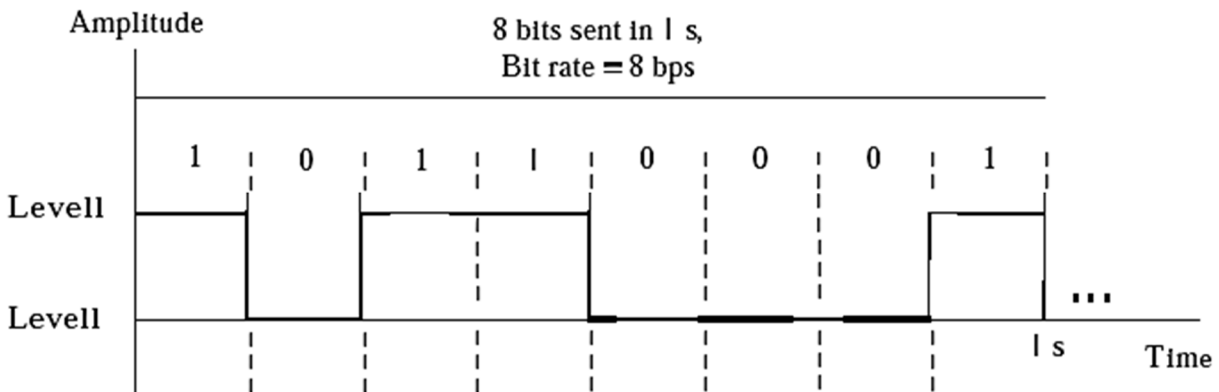 Amplitude
8 bits sent in 1 s,
Bit rate = 8 bps
1 0 1 1 0 0 0 1
Levell
Levell
...
1 s
Time